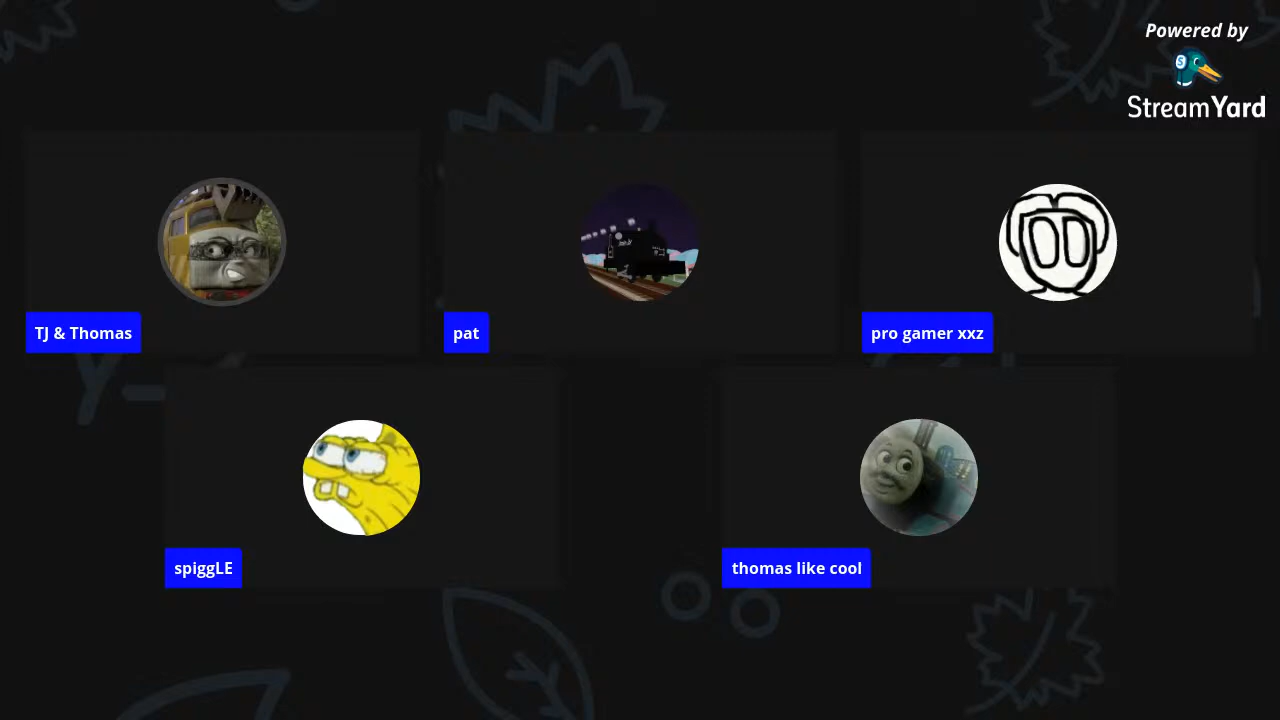 Powered by
StreamYard
TJ & Thomas
pat
pro gamer xxz
spiggLE
thomas like cool